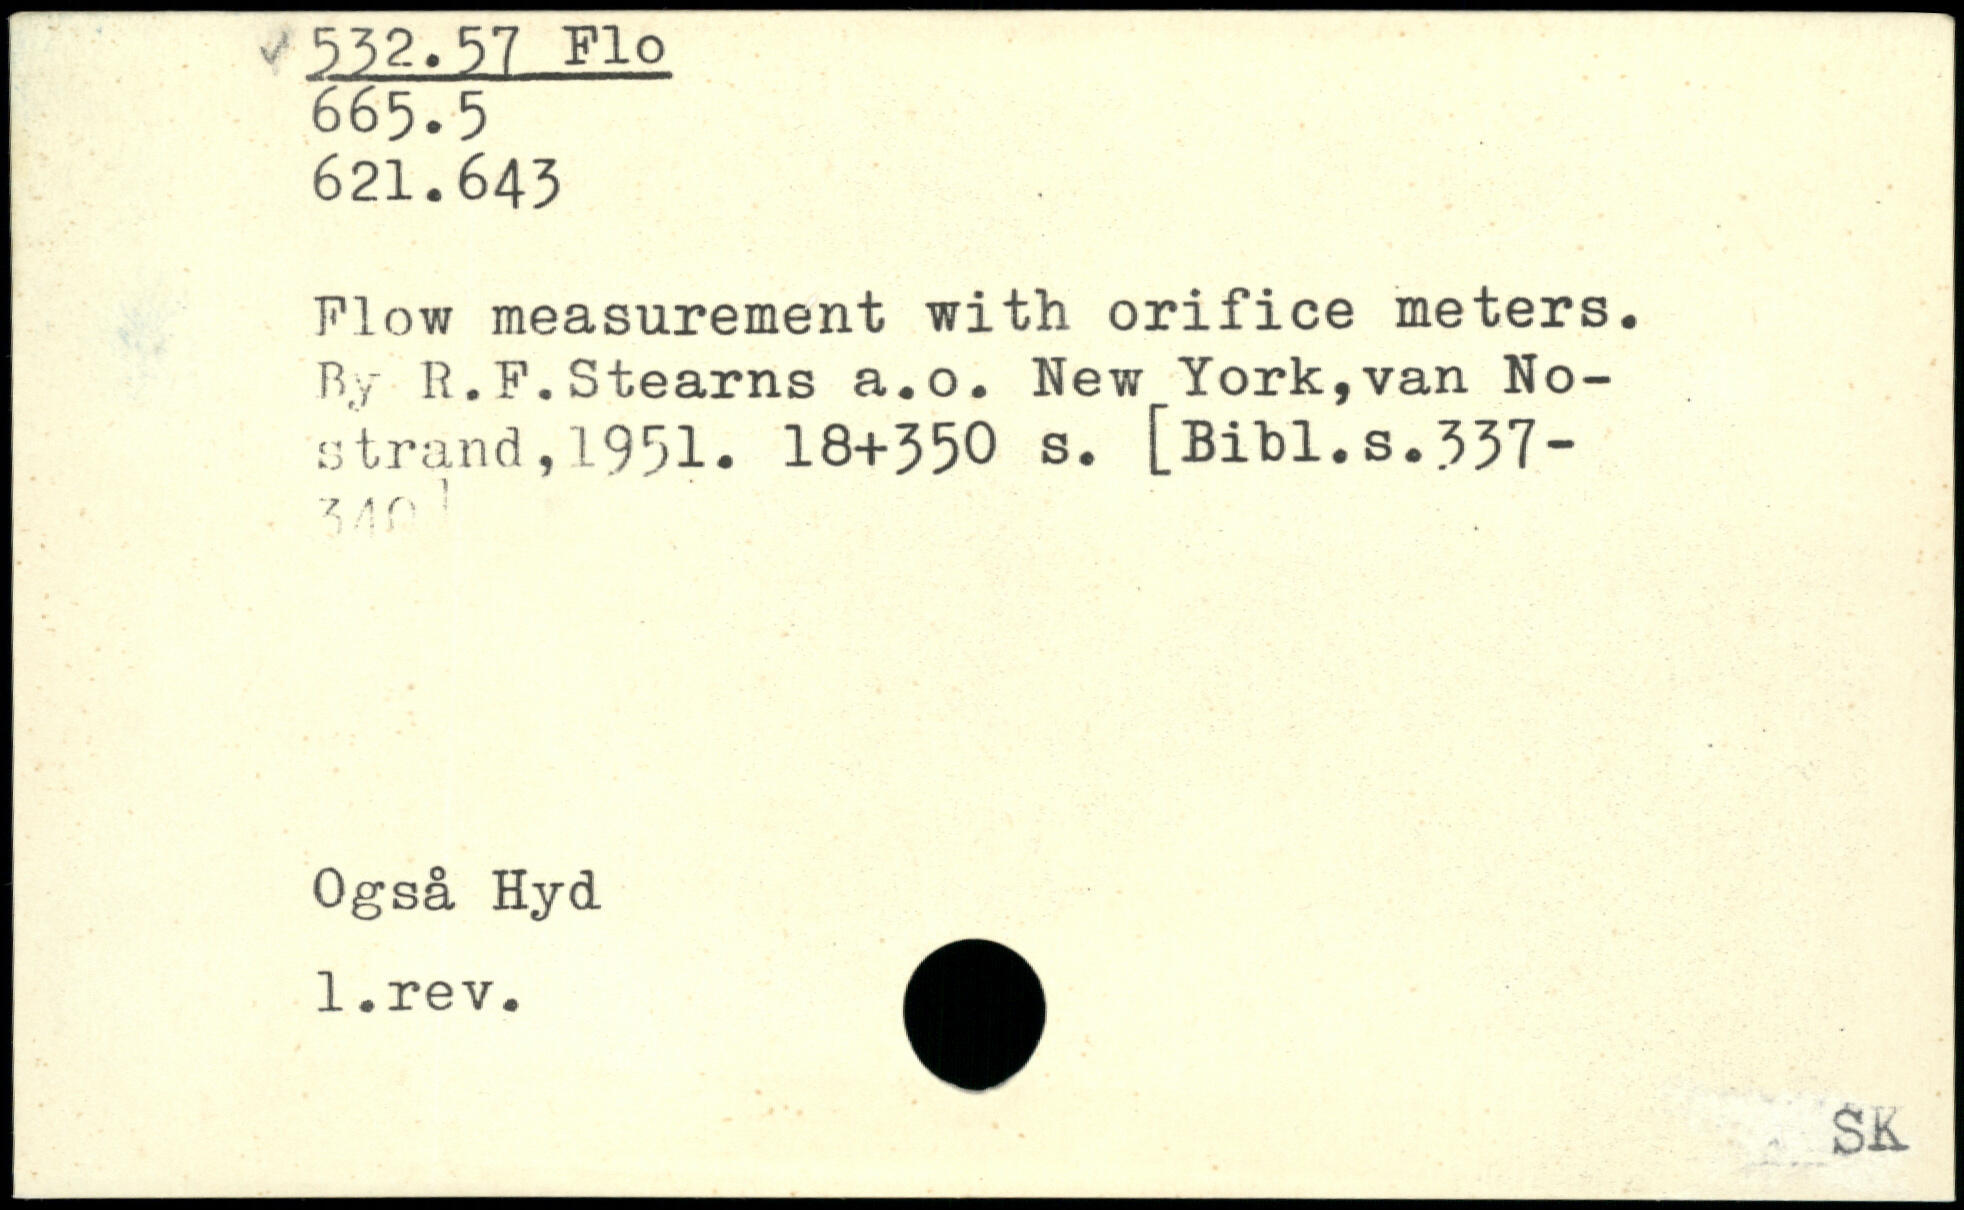 532.57 Flo
665.5
621.643
Flow measurement with orifice meters.
By R.F.Stearns a.o. New York,van No-
strand,1951. 18+350 s. [Bibl.s.337-
340]
Også Hyd
1.rev.
SK